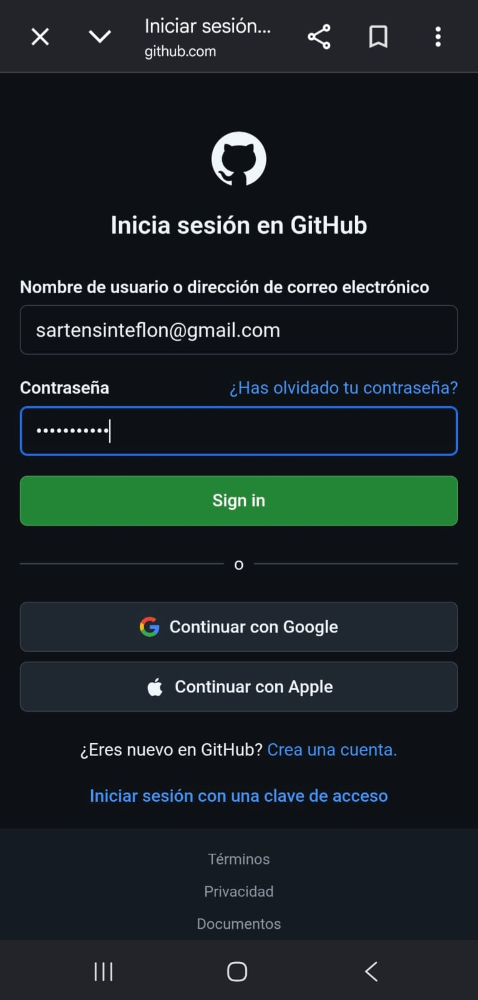 Iniciar sesión...
github.com
Inicia sesión en GitHub
Nombre de usuario o dirección de correo electrónico
sartensinteflon@gmail.com
Contraseña ¿Has olvidado tu contraseña?
•••••••••••
Sign in
o
Continuar con Google
Continuar con Apple
¿Eres nuevo en GitHub? Crea una cuenta.
Iniciar sesión con una clave de acceso
Términos
Privacidad
Documentos